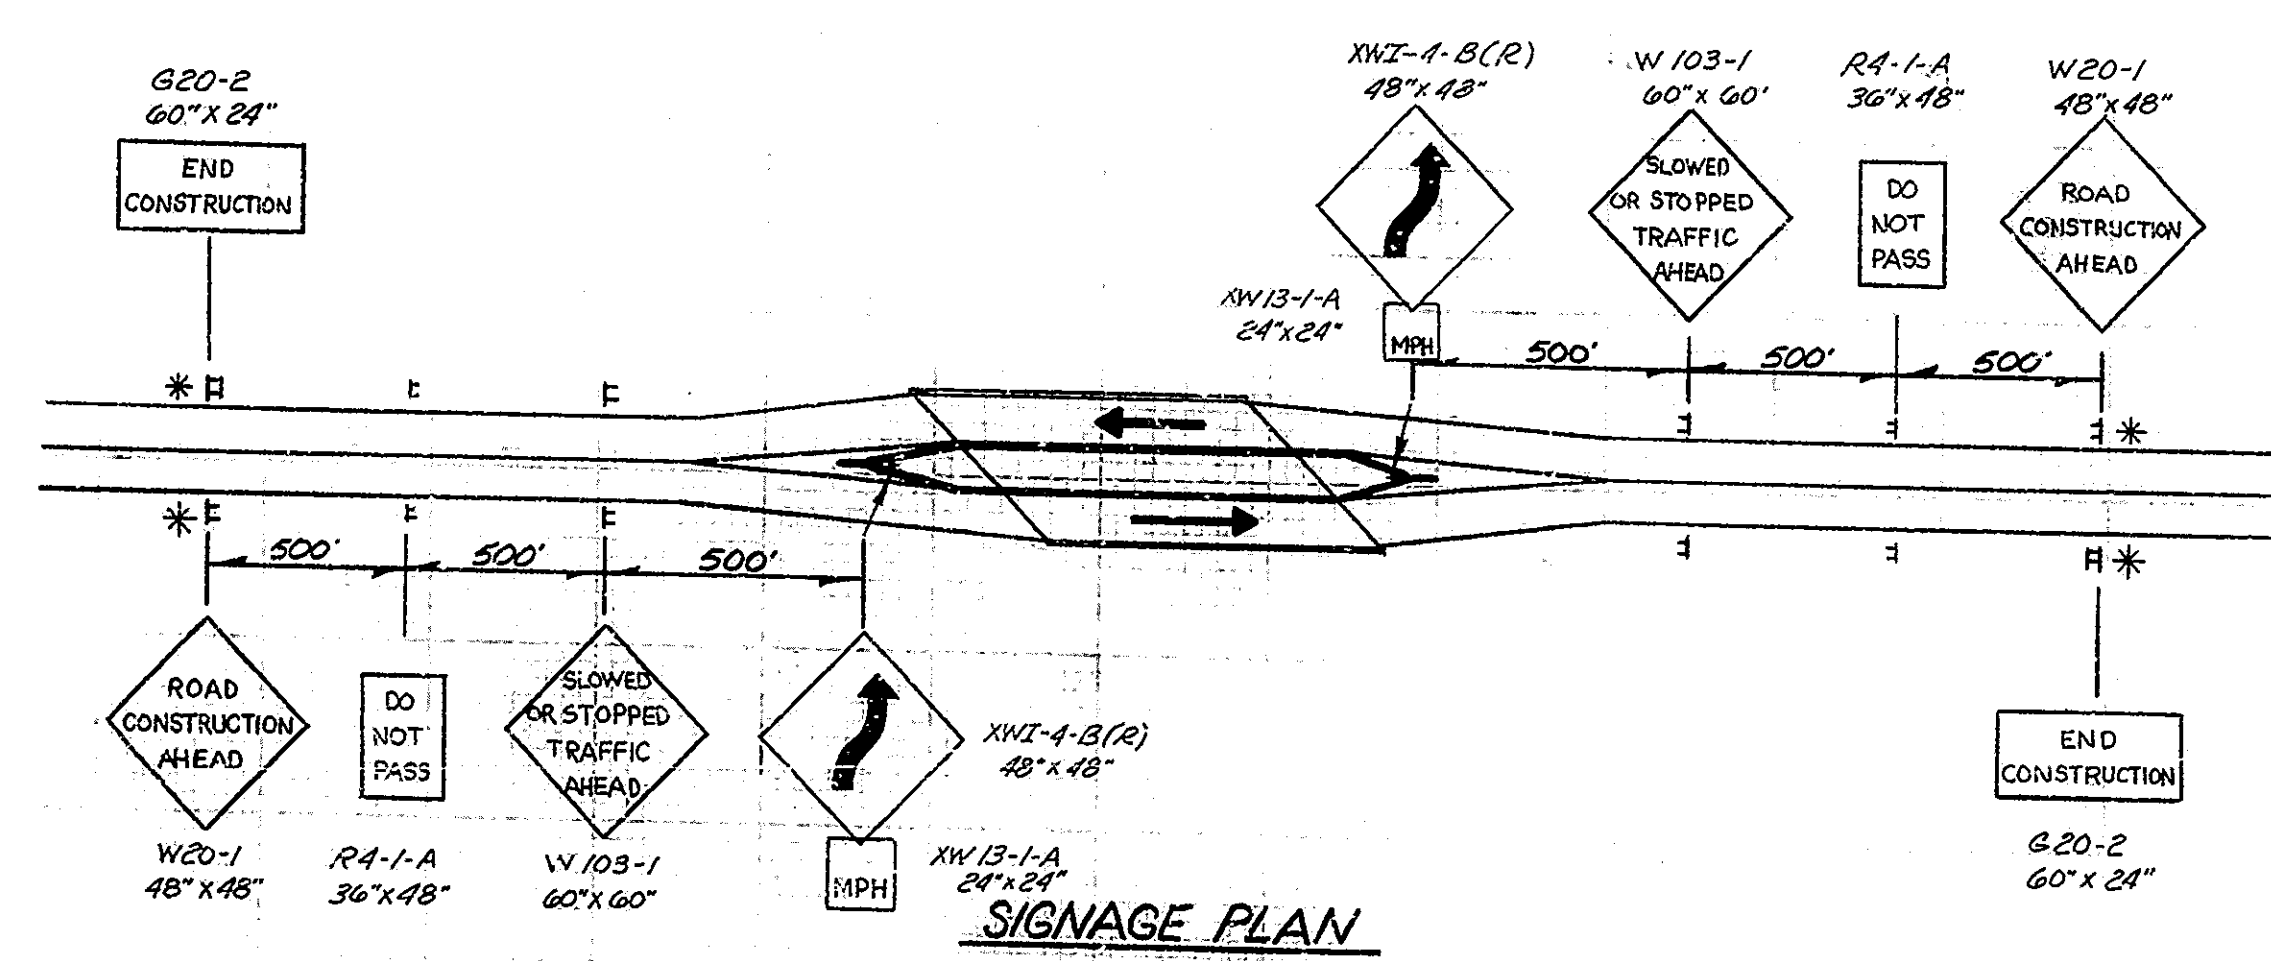 G20-2
60"X 24"
END
CONSTRUCTION
XWI-4-B(R)
48"x 48"
XW13-1-A
24"x24"
MPH
W 103-1
60"x 60'
SLOWED
OR STOPPED
TRAFFIC
AHEAD
R4-1-A
36"x48"
DO
NOT
PASS
W20-1
48"x 48"
ROAD
CONSTRUCTION
AHEAD
500'
500'
500'
500'
500'
500'
ROAD
CONSTRUCTION
AHEAD
W20-1
48"x48"
DO
NOT
PASS
R4-1-A
36"x48"
SLOWED
OR STOPPED
TRAFFIC
AHEAD
W 103-1
60"x 60"
XWI-4-B(R)
48"x 48"
MPH
XW 13-1-A
24"x 24"
END
CONSTRUCTION
G20-2
60"x 24"
SIGNAGE PLAN